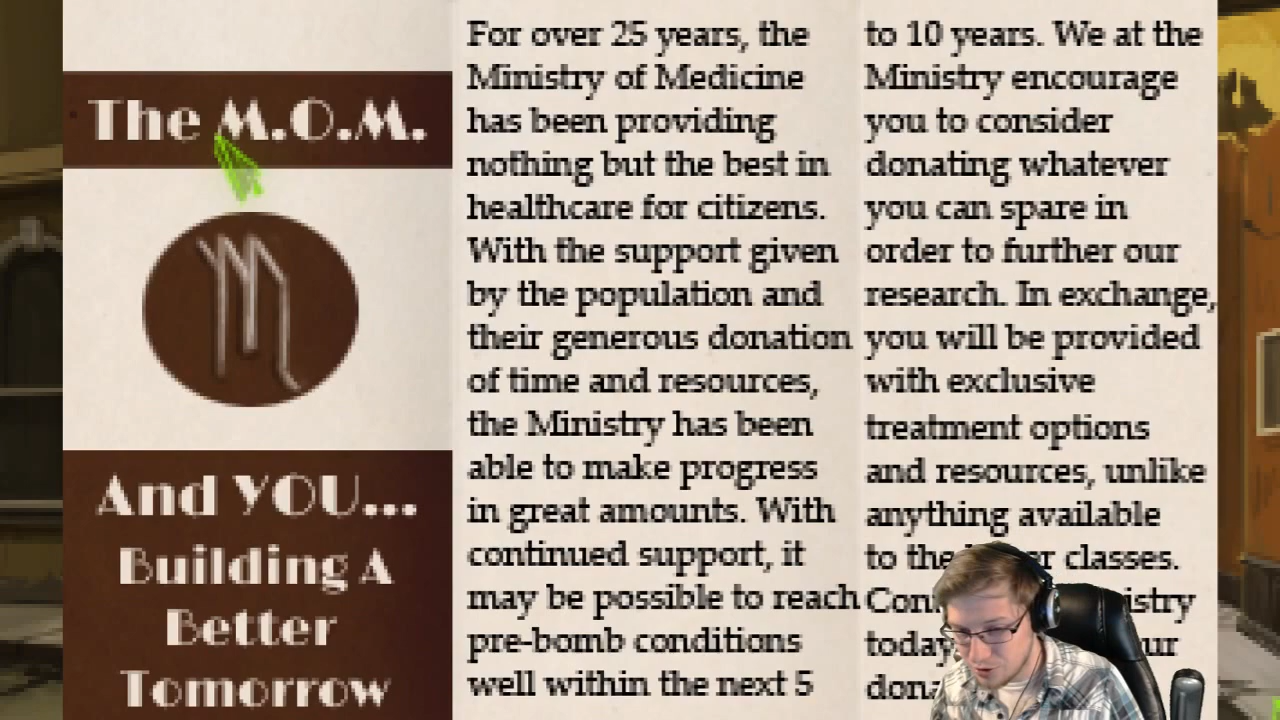 The M.O.M.
M
And YOU...
Building A
Better
Tomorrow
For over 25 years, the
Ministry of Medicine
has been providing
nothing but the best in
healthcare for citizens.
With the support given
by the population and
their generous donation
of time and resources,
the Ministry has been
able to make progress
in great amounts. With
continued support, it
may be possible to reach
pre-bomb conditions
well within the next 5
to 10 years. We at the
Ministry encourage
you to consider
donating whatever
you can spare in
order to further our
research. In exchange,
you will be provided
with exclusive
treatment options
and resources, unlike
anything available
to the classes.
today